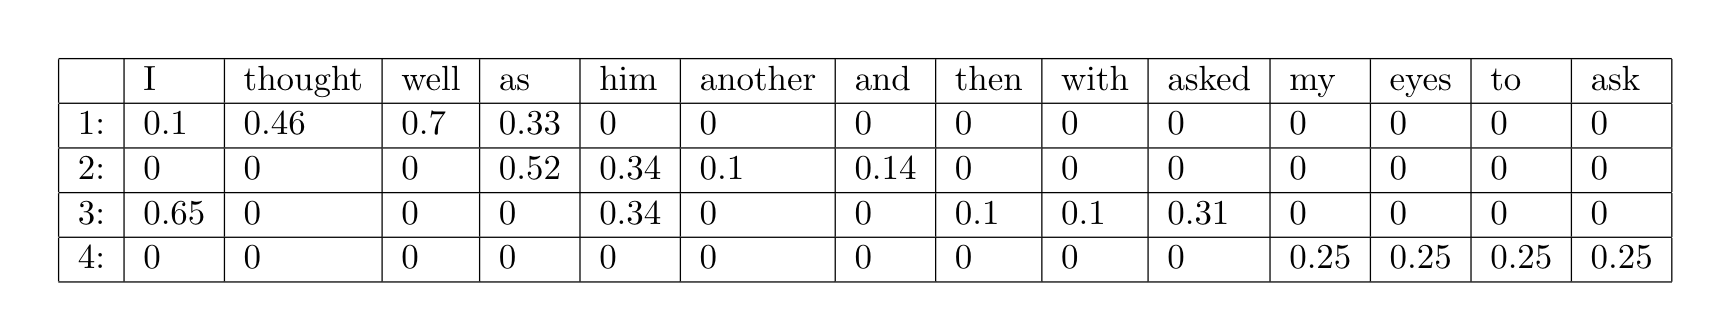 I thought well as him another and then with asked my eyes to ask
1: 0.1 0.46 0.7 0.33 0 0 0 0 0 0 0 0 0 0
2: 0 0 0 0.52 0.34 0.1 0.14 0 0 0 0 0 0 0
3: 0.65 0 0 0 0.34 0 0 0.1 0.1 0.31 0 0 0 0
4: 0 0 0 0 0 0 0 0 0 0 0.25 0.25 0.25 0.25